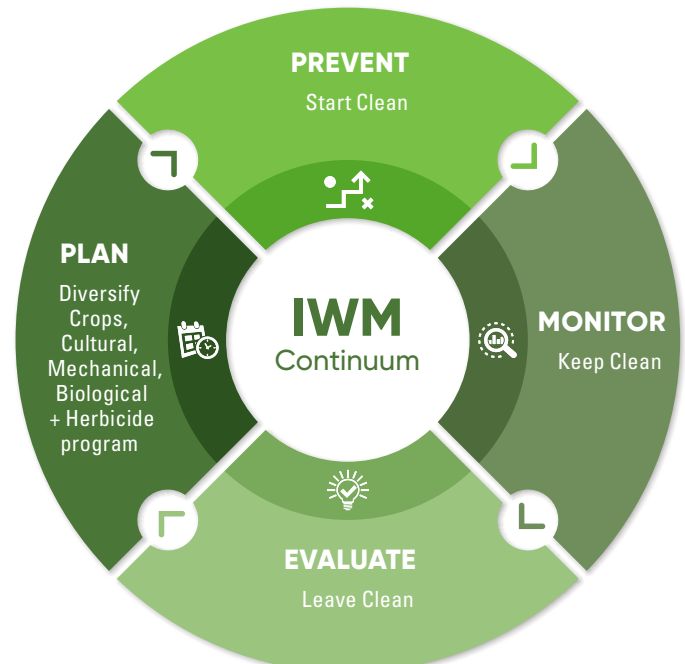 PREVENT
Start Clean
PLAN
Diversify
Crops,
Cultural,
Mechanical,
Biological
+ Herbicide
program
IWM
Continuum
MONITOR
Keep Clean
EVALUATE
Leave Clean